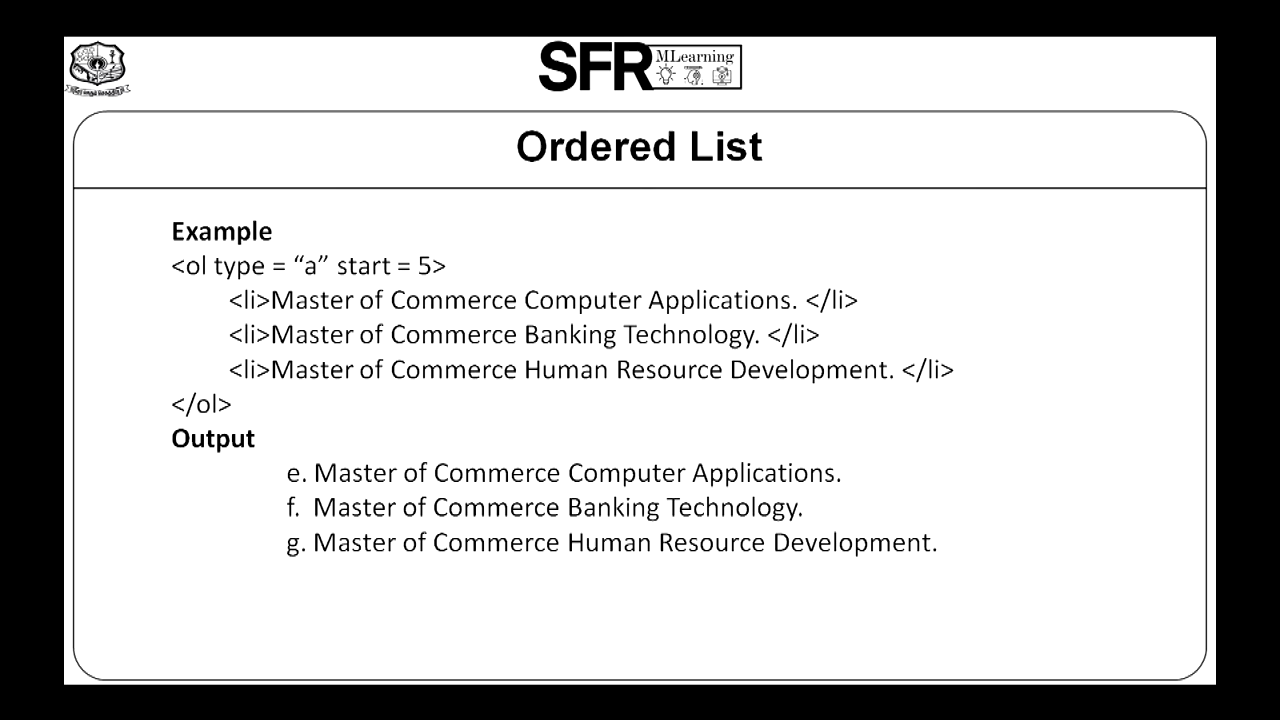 SFR MLearning
Ordered List
Example
<ol type = “a” start = 5>
<li>Master of Commerce Computer Applications. </li>
<li>Master of Commerce Banking Technology. </li>
<li>Master of Commerce Human Resource Development. </li>
</ol>
Output
e. Master of Commerce Computer Applications.
f. Master of Commerce Banking Technology.
g. Master of Commerce Human Resource Development.